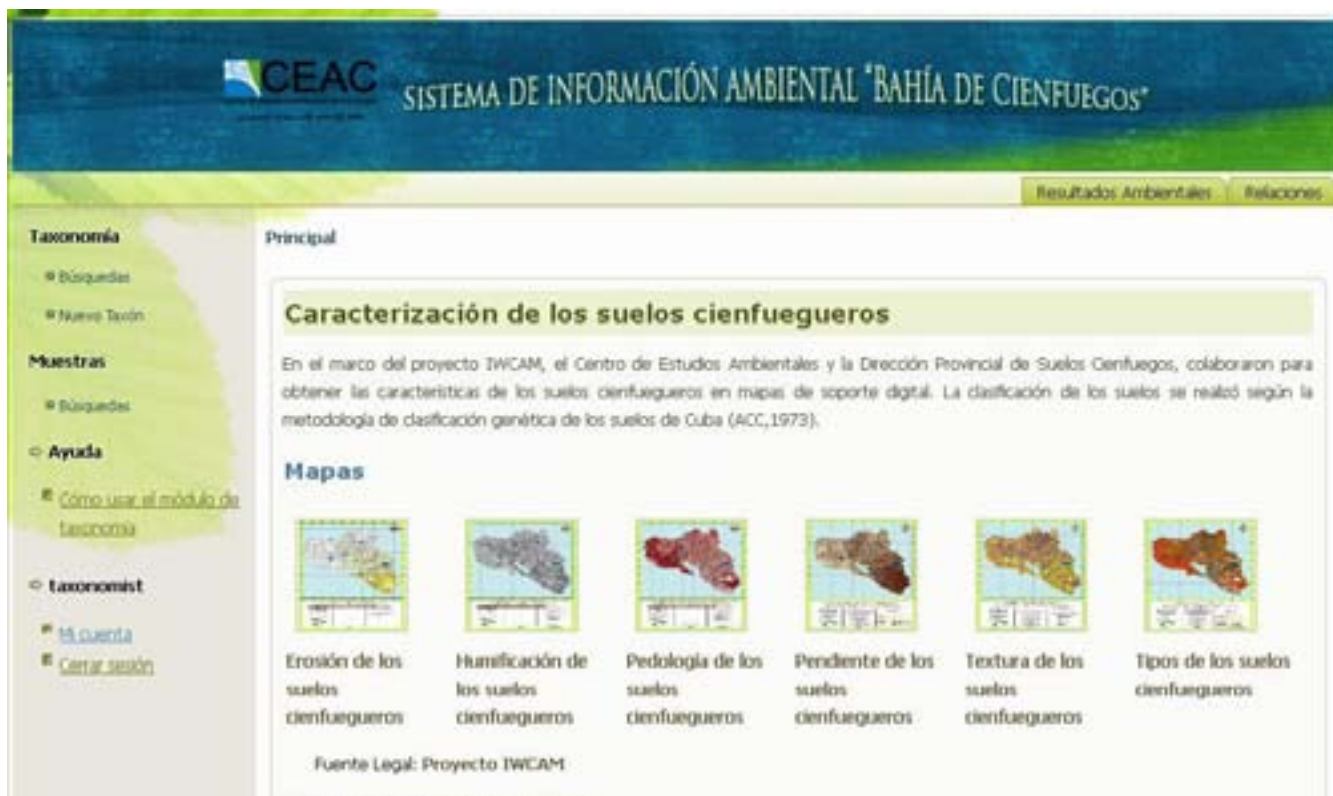 CEAC
SISTEMA DE INFORMACIÓN AMBIENTAL "BAHÍA DE CIENFUEGOS"
Resultados Ambientales
Relaciones
Taxonomía
Búsquedas
Nuevo Taxón
Muestras
Búsquedas
Ayuda
Cómo usar el módulo de
taxonomía
taxonomist
Mi cuenta
Cerrar sesión
Principal
Caracterización de los suelos cienfuegueros
En el marco del proyecto IWCAM, el Centro de Estudios Ambientales y la Dirección Provincial de Suelos Cienfuegos, colaboraron para
obtener las características de los suelos cienfuegueros en mapas de soporte digital. La clasificación de los suelos se realizó según la
metodología de clasificación genética de los suelos de Cuba (ACC,1973).
Mapas
Erosión de los
suelos
cienfuegueros
Humificación de
los suelos
cienfuegueros
Pedología de los
suelos
cienfuegueros
Pendiente de los
suelos
cienfuegueros
Textura de los
suelos
cienfuegueros
Tipos de los suelos
cienfuegueros
Fuente Legal: Proyecto IWCAM